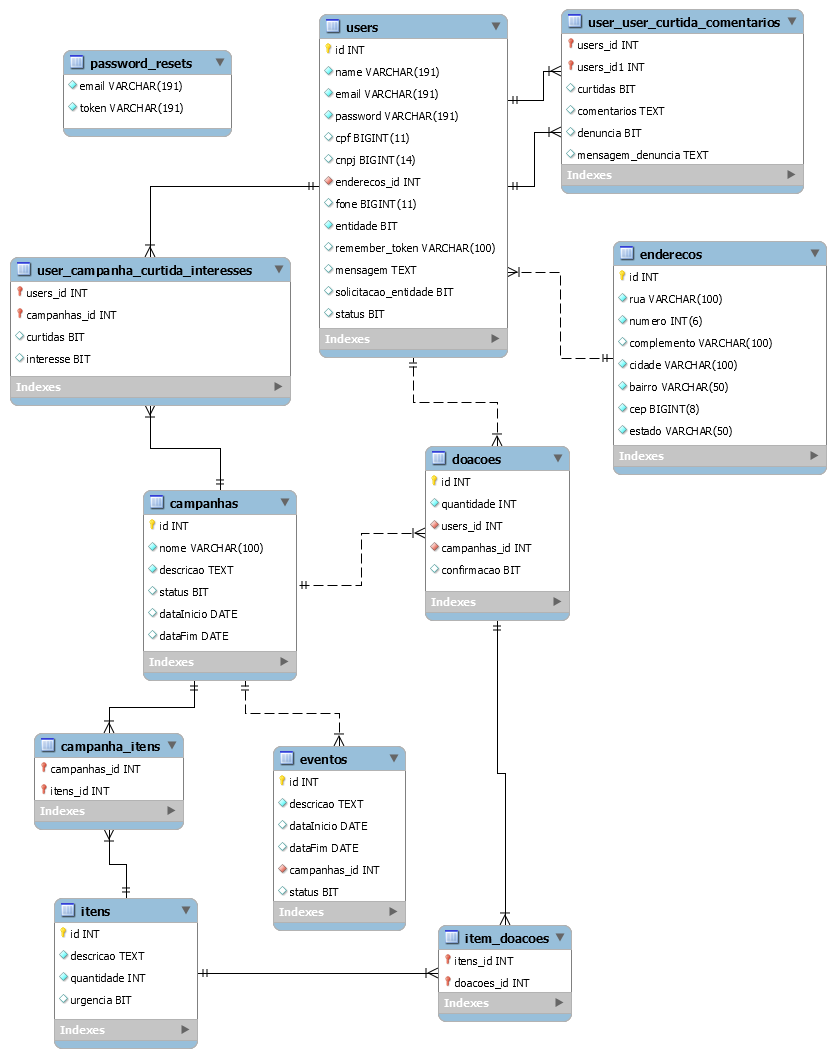 password_resets
email VARCHAR(191)
token VARCHAR(191)
users
id INT
name VARCHAR(191)
email VARCHAR(191)
password VARCHAR(191)
cpf BIGINT(11)
cnpj BIGINT(14)
enderecos_id INT
fone BIGINT(11)
entidade BIT
remember_token VARCHAR(100)
mensagem TEXT
solicitacao_entidade BIT
status BIT
Indexes
user_user_curtida_comentarios
users_id INT
users_id1 INT
curtidas BIT
comentarios TEXT
denuncia BIT
mensagem_denuncia TEXT
Indexes
user_campanha_curtida_interesses
users_id INT
campanhas_id INT
curtidas BIT
interesse BIT
Indexes
enderecos
id INT
rua VARCHAR(100)
numero INT(6)
complemento VARCHAR(100)
cidade VARCHAR(100)
bairro VARCHAR(50)
cep BIGINT(8)
estado VARCHAR(50)
Indexes
doacoes
id INT
quantidade INT
users_id INT
campanhas_id INT
confirmacao BIT
Indexes
campanhas
id INT
nome VARCHAR(100)
descricao TEXT
status BIT
dataInicio DATE
dataFim DATE
Indexes
campanha_itens
campanhas_id INT
itens_id INT
Indexes
eventos
id INT
descricao TEXT
dataInicio DATE
dataFim DATE
campanhas_id INT
status BIT
Indexes
itens
id INT
descricao TEXT
quantidade INT
urgencia BIT
Indexes
item_doacoes
itens_id INT
doacoes_id INT
Indexes